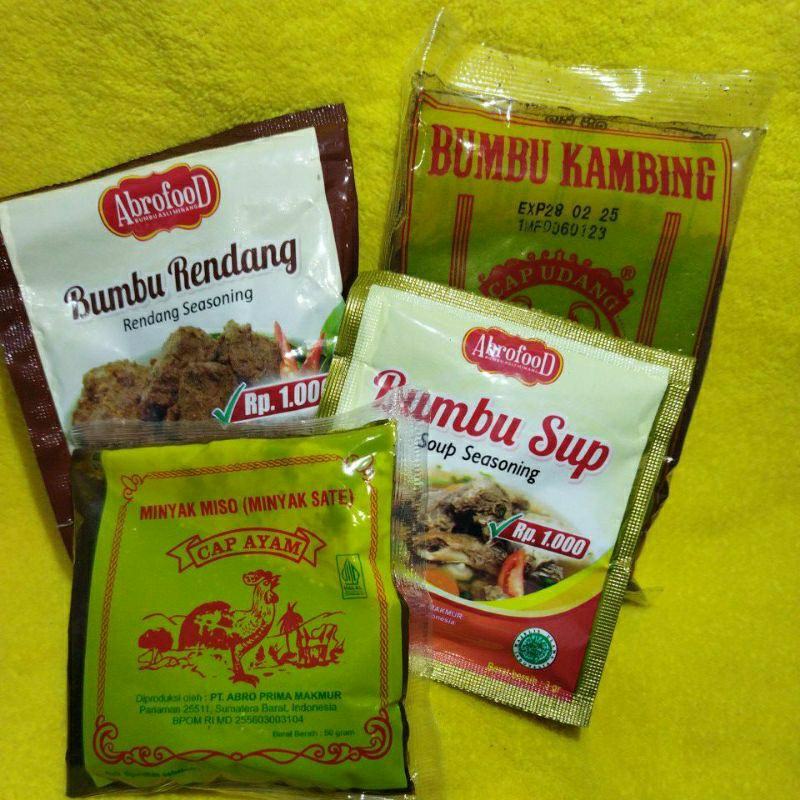 AbrofooD
BUMBU ASLI MINANG
Bumbu Rendang
Rendang Seasoning
Rp. 1.000
BUMBU KAMBING
EXP28 02 25
CAP UDANG
®
AbrofooD
Bumbu Sup
Soup Seasoning
Rp. 1.000
MAKMUR
MINYAK MISO (MINYAK SATE)
CAP AYAM
HALAL
Diproduksi oleh : PT. ABRO PRIMA MAKMUR
Pariaman 25511, Sumatera Barat, Indonesia
BPOM RI MD 255603003104
Berat Bersih : 50 gram